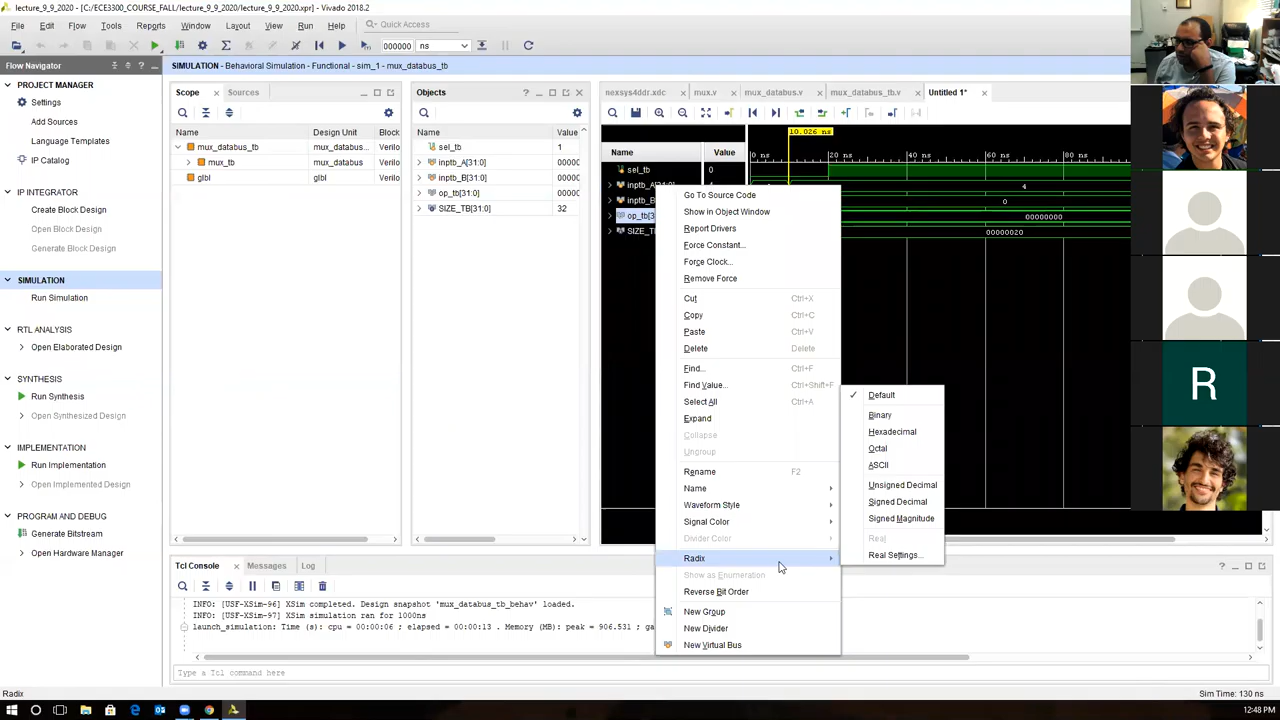 lecture_9_9_2020 - [C:/ECE3300_COURSE_FALL/lecture_9_9_2020/lecture_9_9_2020.xpr] - Vivado 2018.2
File Edit Flow Tools Reports Window Layout View Run Help Quick Access
000000 ns
Flow Navigator
SIMULATION - Behavioral Simulation - Functional - sim_1 - mux_databus_tb
PROJECT MANAGER
Settings
Add Sources
Language Templates
IP Catalog
IP INTEGRATOR
Create Block Design
Open Block Design
Generate Block Design
SIMULATION
Run Simulation
RTL ANALYSIS
Open Elaborated Design
SYNTHESIS
Run Synthesis
Open Synthesized Design
IMPLEMENTATION
Run Implementation
Open Implemented Design
PROGRAM AND DEBUG
Generate Bitstream
Open Hardware Manager
Scope Sources
Name Design Unit Block
mux_databus_tb mux_databus... Verilo
mux_tb mux_databus Verilo
glbl glbl Verilo
Objects
Name Value
sel_tb 1
inptb_A[31:0] 00000
inptb_B[31:0] 00000
op_tb[31:0] 00000
SIZE_TB[31:0] 32
nexsys4ddr.xdc mux.v mux_databus.v mux_databus_tb.v Untitled 1*
10.026 ns
0 ns 20 ns 40 ns 60 ns 80 ns
Name Value
sel_tb 0
inptb_A[31:0] 4
inptb_B 0
op_tb[3 00000000
SIZE_TB 00000020
Go To Source Code
Show in Object Window
Report Drivers
Force Constant...
Force Clock...
Remove Force
Cut Ctrl+X
Copy Ctrl+C
Paste Ctrl+V
Delete Delete
Find... Ctrl+F
Find Value... Ctrl+Shift+F
Select All Ctrl+A
Expand
Collapse
Ungroup
Rename F2
Name
Waveform Style
Signal Color
Divider Color
Radix
Show as Enumeration
Reverse Bit Order
New Group
New Divider
New Virtual Bus
Default
Binary
Hexadecimal
Octal
ASCII
Unsigned Decimal
Signed Decimal
Signed Magnitude
Real
Real Settings...
R
Tcl Console Messages Log
INFO: [USF-XSim-96] XSim completed. Design snapshot 'mux_databus_tb_behav' loaded.
INFO: [USF-XSim-97] XSim simulation ran for 1000ns
launch_simulation: Time (s): cpu = 00:00:06 ; elapsed = 00:00:13 . Memory (MB): peak = 906.531 ; ga
Type a Tcl command here
Radix
Sim Time: 130 ns
12:48 PM